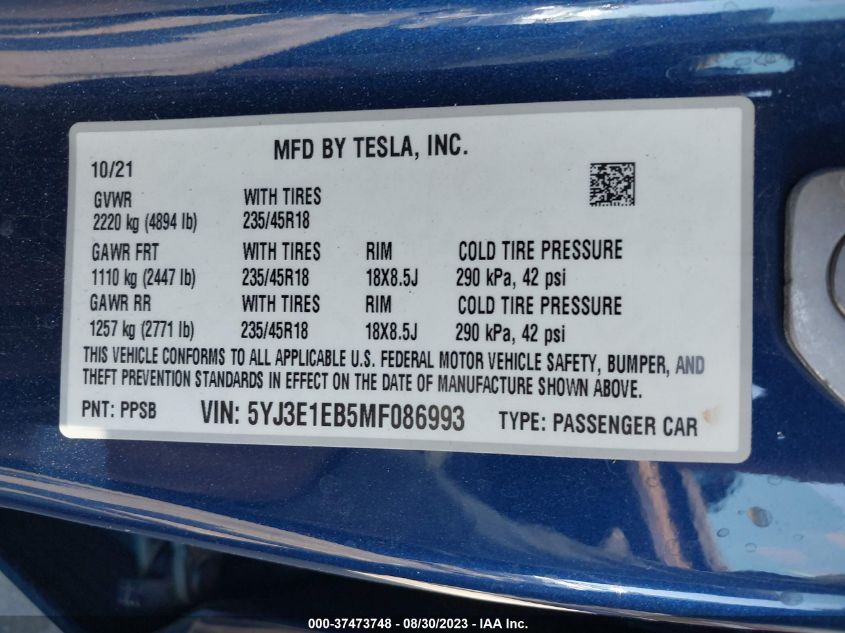 MFD BY TESLA, INC.
10/21
GVWR WITH TIRES
2220 kg (4894 lb) 235/45R18
GAWR FRT WITH TIRES RIM COLD TIRE PRESSURE
1110 kg (2447 lb) 235/45R18 18X8.5J 290 kPa, 42 psi
GAWR RR WITH TIRES RIM COLD TIRE PRESSURE
1257 kg (2771 lb) 235/45R18 18X8.5J 290 kPa, 42 psi
THIS VEHICLE CONFORMS TO ALL APPLICABLE U.S. FEDERAL MOTOR VEHICLE SAFETY, BUMPER, AND
THEFT PREVENTION STANDARDS IN EFFECT ON THE DATE OF MANUFACTURE SHOWN ABOVE.
PNT: PPSB VIN: 5YJ3E1EB5MF086993 TYPE: PASSENGER CAR
000-37473748 - 08/30/2023 - IAA Inc.